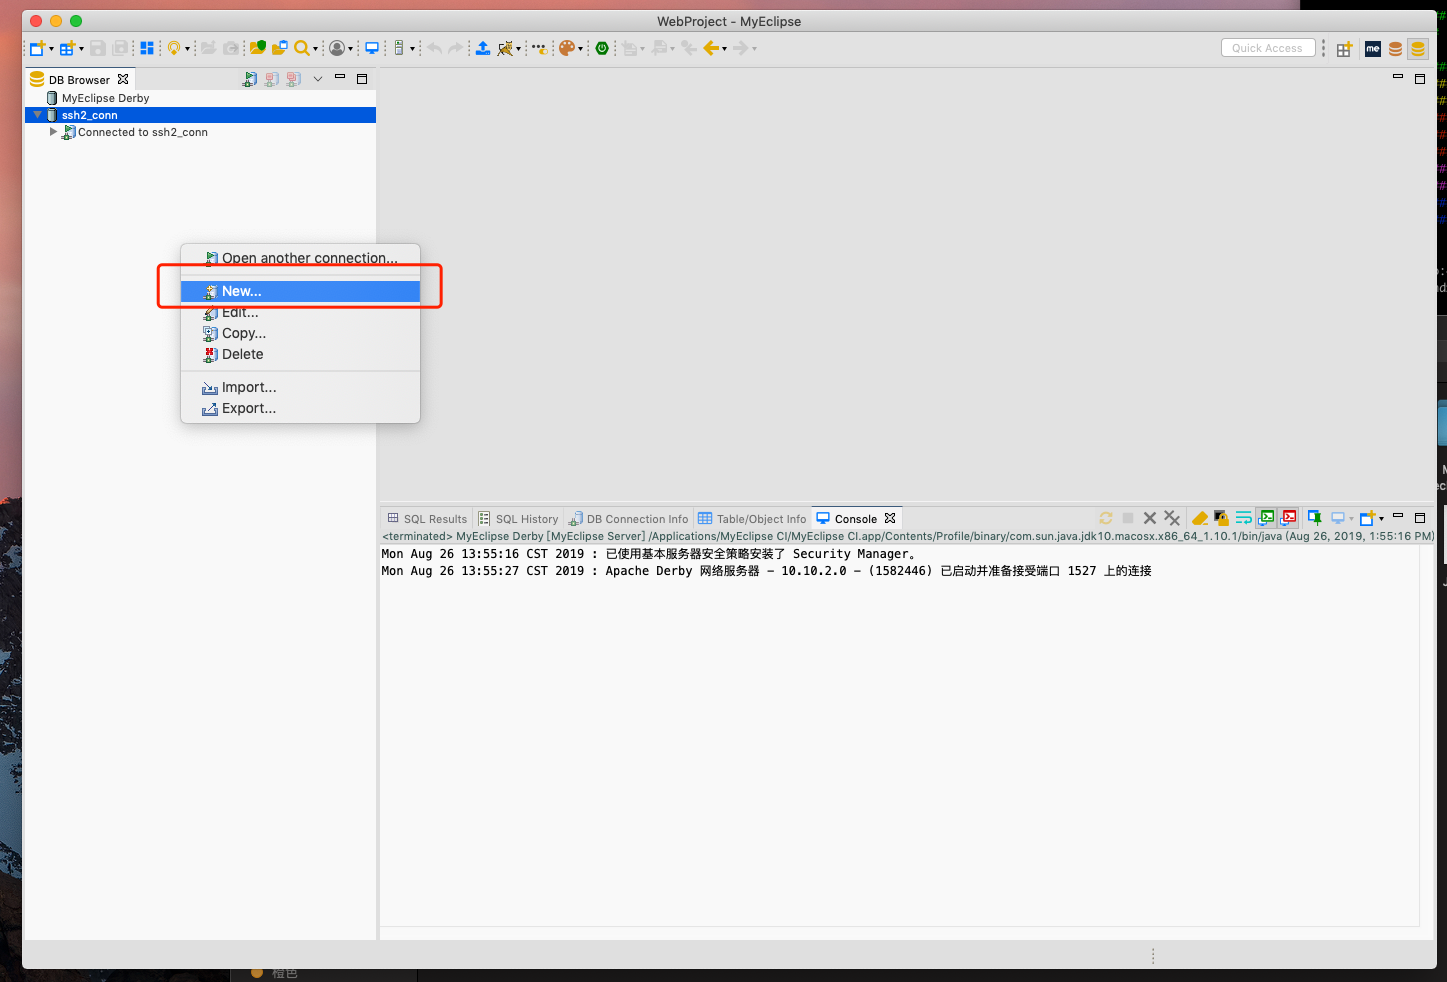 WebProject - MyEclipse
Quick Access
me
DB Browser
MyEclipse Derby
ssh2_conn
Connected to ssh2_conn
Open another connection...
New...
Edit...
Copy...
Delete
Import...
Export...
SQL Results
SQL History
DB Connection Info
Table/Object Info
Console
<terminated> MyEclipse Derby [MyEclipse Server] /Applications/MyEclipse CI/MyEclipse CI.app/Contents/Profile/binary/com.sun.java.jdk10.macosx.x86_64_1.10.1/bin/java (Aug 26, 2019, 1:55:16 PM)
Mon Aug 26 13:55:16 CST 2019 : 已使用基本服务器安全策略安装了 Security Manager。
Mon Aug 26 13:55:27 CST 2019 : Apache Derby 网络服务器 - 10.10.2.0 - (1582446) 已启动并准备接受端口 1527 上的连接
橙色